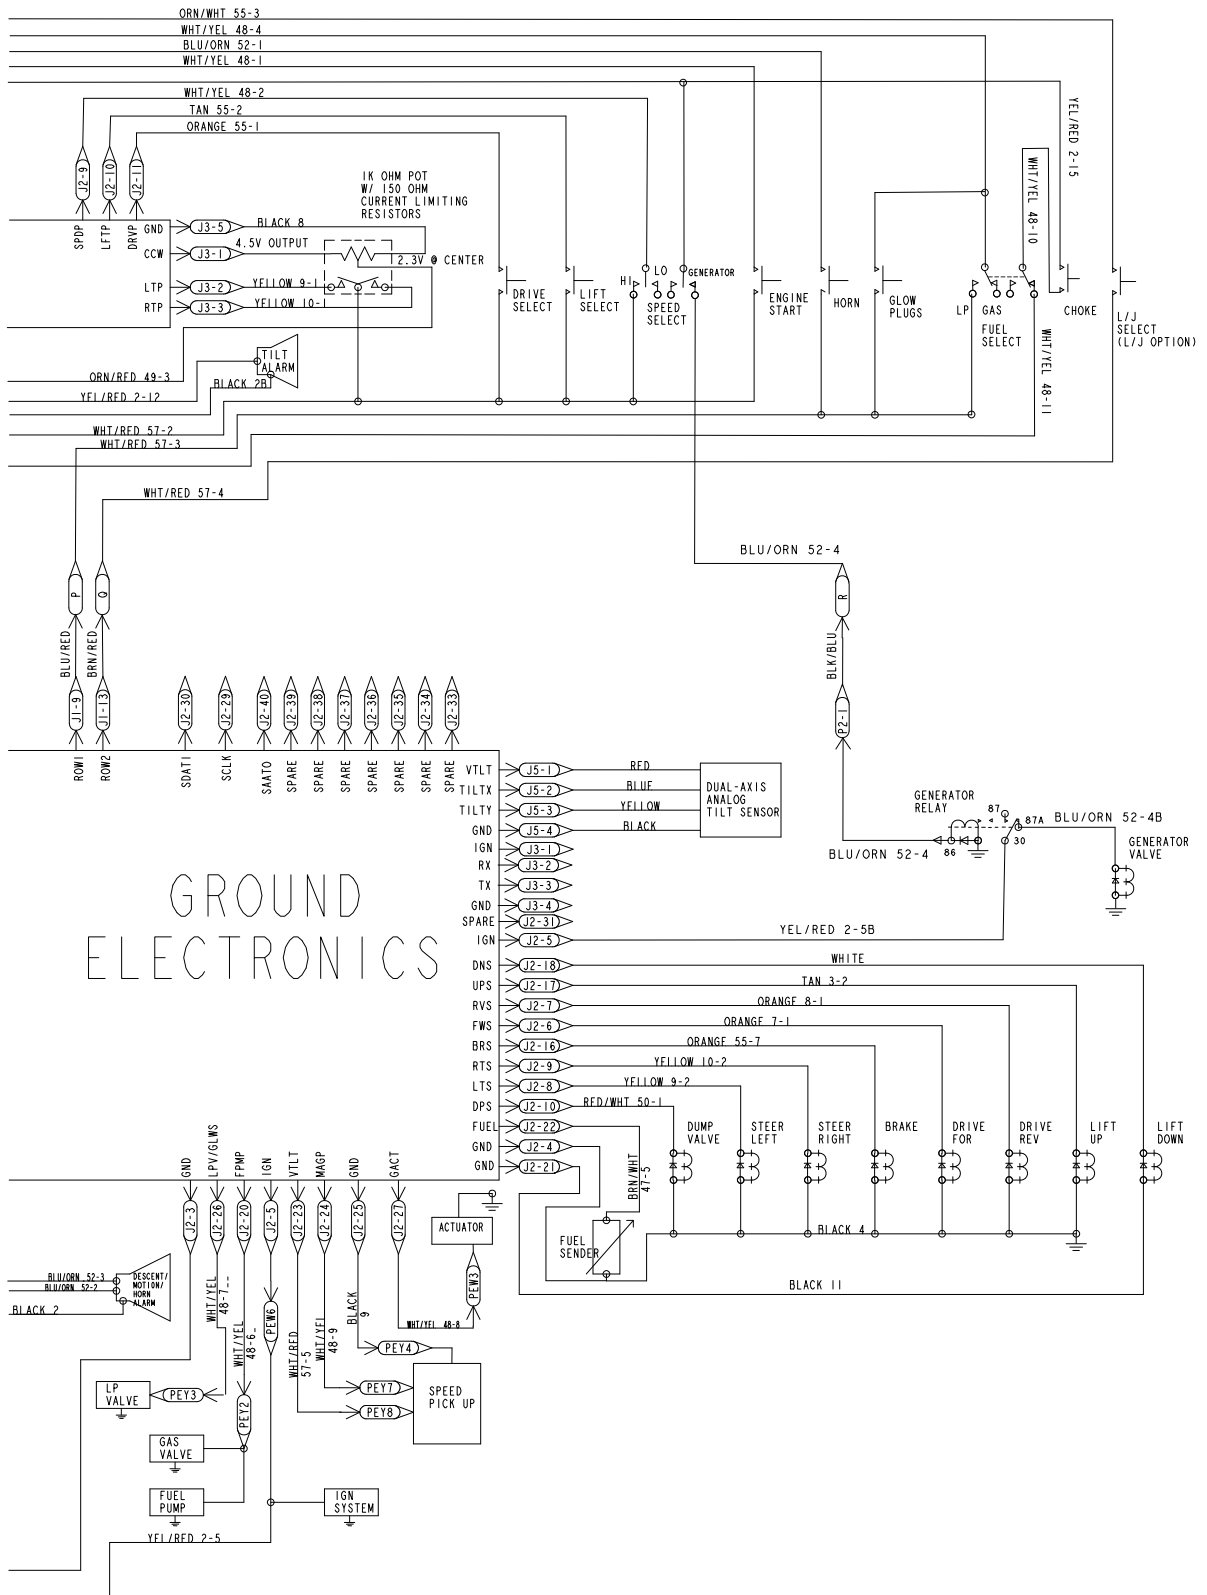 ORN/WHT 55-3
WHT/YEL 48-4
BLU/ORN 52-1
WHT/YEL 48-1
WHT/YEL 48-2
TAN 55-2
ORANGE 55-1
YEL/RED 2-15
WHT/YEL 48-10
J2-9
J2-10
J2-11
SPDP
LFTP
DRVP
1K OHM POT
W/ 150 OHM
CURRENT LIMITING
RESISTORS
GND
J3-5
BLACK 8
CCW
J3-1
4.5V OUTPUT
2.3V @ CENTER
LTP
J3-2
YELLOW 9-1
RTP
J3-3
YELLOW 10-1
DRIVE
SELECT
LIFT
SELECT
HI
LO
GENERATOR
SPEED
SELECT
ENGINE
START
HORN
GLOW
PLUGS
LP
GAS
FUEL
SELECT
CHOKE
L/J
SELECT
(L/J OPTION)
WHT/YEL 48-11
TILT
ALARM
ORN/RED 49-3
BLACK 2B
YEL/RED 2-12
WHT/RED 57-2
WHT/RED 57-3
WHT/RED 57-4
BLU/ORN 52-4
P
Q
R
BLU/RED
BRN/RED
BLK/BLU
J1-9
J1-13
J2-30
J2-29
J2-40
J2-39
J2-38
J2-37
J2-36
J2-35
J2-34
J2-33
P2-1
ROW1
ROW2
SDATI
SCLK
SAATO
SPARE
SPARE
SPARE
SPARE
SPARE
SPARE
SPARE
VTLT
J5-1
RED
TILTX
J5-2
BLUE
TILTY
J5-3
YELLOW
GND
J5-4
BLACK
DUAL-AXIS
ANALOG
TILT SENSOR
IGN
J3-1
RX
J3-2
TX
J3-3
GND
J3-4
SPARE
J2-31
IGN
J2-5
YEL/RED 2-5B
GENERATOR
RELAY
87
87A
BLU/ORN 52-4B
BLU/ORN 52-4
86
30
GENERATOR
VALVE
GROUND
ELECTRONICS
DNS
J2-18
WHITE
UPS
J2-17
TAN 3-2
RVS
J2-7
ORANGE 8-1
FWS
J2-6
ORANGE 7-1
BRS
J2-16
ORANGE 55-7
RTS
J2-9
YELLOW 10-2
LTS
J2-8
YELLOW 9-2
DPS
J2-10
RED/WHT 50-1
FUEL
J2-22
GND
J2-4
GND
J2-21
BRN/WHT
47-5
DUMP
VALVE
STEER
LEFT
STEER
RIGHT
BRAKE
DRIVE
FOR
DRIVE
REV
LIFT
UP
LIFT
DOWN
GND
LPV/GLWS
FPMP
IGN
VTLT
MAGP
GND
GACT
J2-3
J2-26
J2-20
J2-5
J2-23
J2-24
J2-25
J2-27
ACTUATOR
FUEL
SENDER
BLACK 4
BLACK 11
BLU/ORN 52-3
BLU/ORN 52-2
BLACK 2
DESCENT/
MOTION/
HORN
ALARM
WHT/YEL
48-7
WHT/YEL
48-6
PEW6
WHT/RED
57-5
WHT/YEL
48-9
BLACK
9
WHT/YEL 48-8
PEW3
PEY4
PEY7
PEY8
SPEED
PICK UP
LP
VALVE
PEY3
PEY2
GAS
VALVE
FUEL
PUMP
IGN
SYSTEM
YEL/RED 2-5